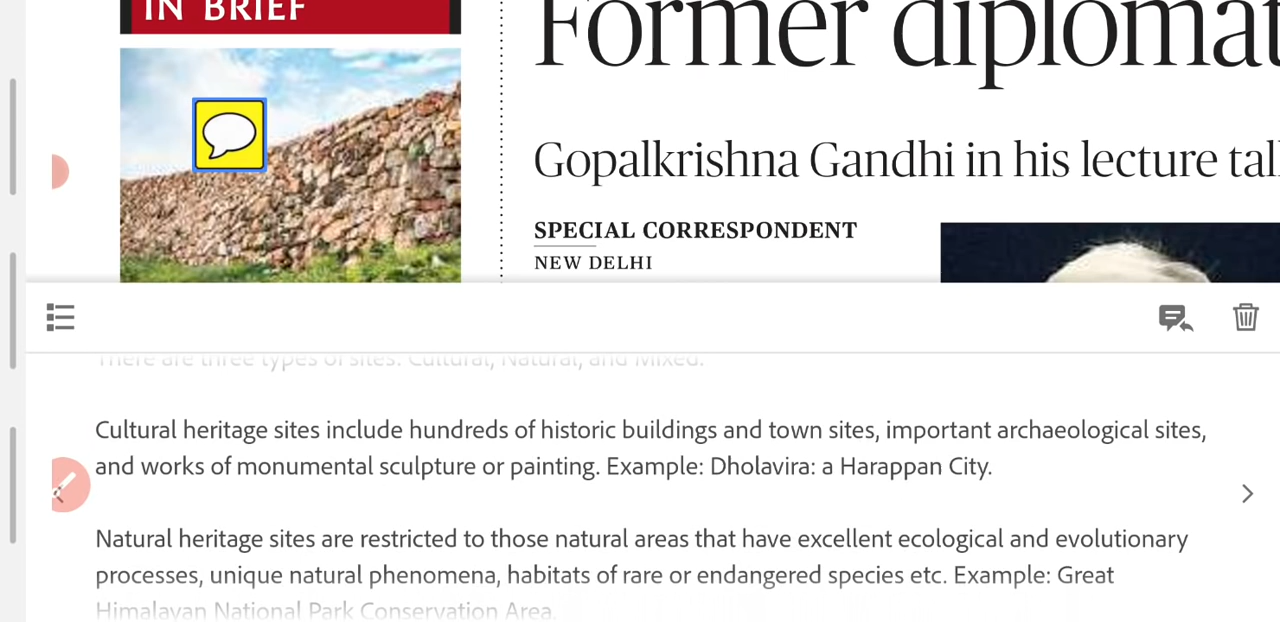 IN BRIEF
Former diplomat
Gopalkrishna Gandhi in his lecture tal
SPECIAL CORRESPONDENT
NEW DELHI
There are three types of sites. Cultural, Natural, and Mixed.
Cultural heritage sites include hundreds of historic buildings and town sites, important archaeological sites,
and works of monumental sculpture or painting. Example: Dholavira: a Harappan City.
Natural heritage sites are restricted to those natural areas that have excellent ecological and evolutionary
processes, unique natural phenomena, habitats of rare or endangered species etc. Example: Great
Himalayan National Park Conservation Area.